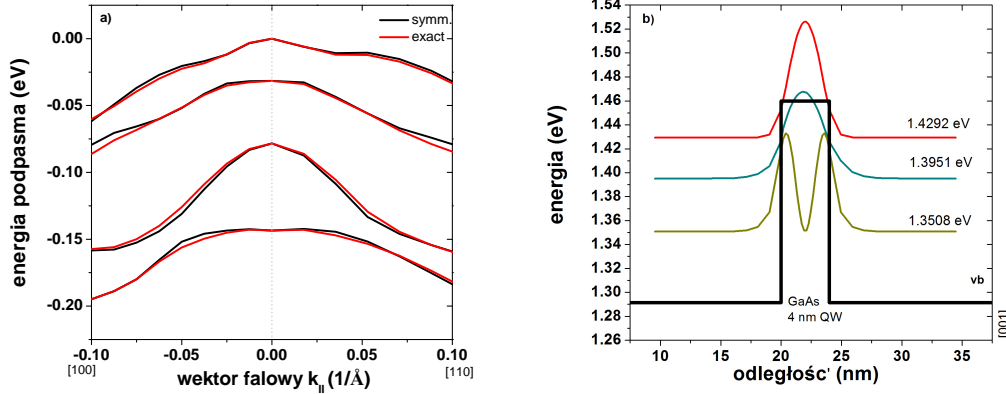 a)
symm.
exact
energia podpasma (eV)
0.00
-0.05
-0.10
-0.15
-0.20
-0.10
-0.05
0.00
0.05
0.10
[100]
wektor falowy k|| (1/Å)
[110]
b)
energia (eV)
1.54
1.52
1.50
1.48
1.46
1.44
1.42
1.40
1.38
1.36
1.34
1.32
1.30
1.28
1.26
1.4292 eV
1.3951 eV
1.3508 eV
vb
GaAs
4 nm QW
10
15
20
25
30
35
[001]
odległośc' (nm)